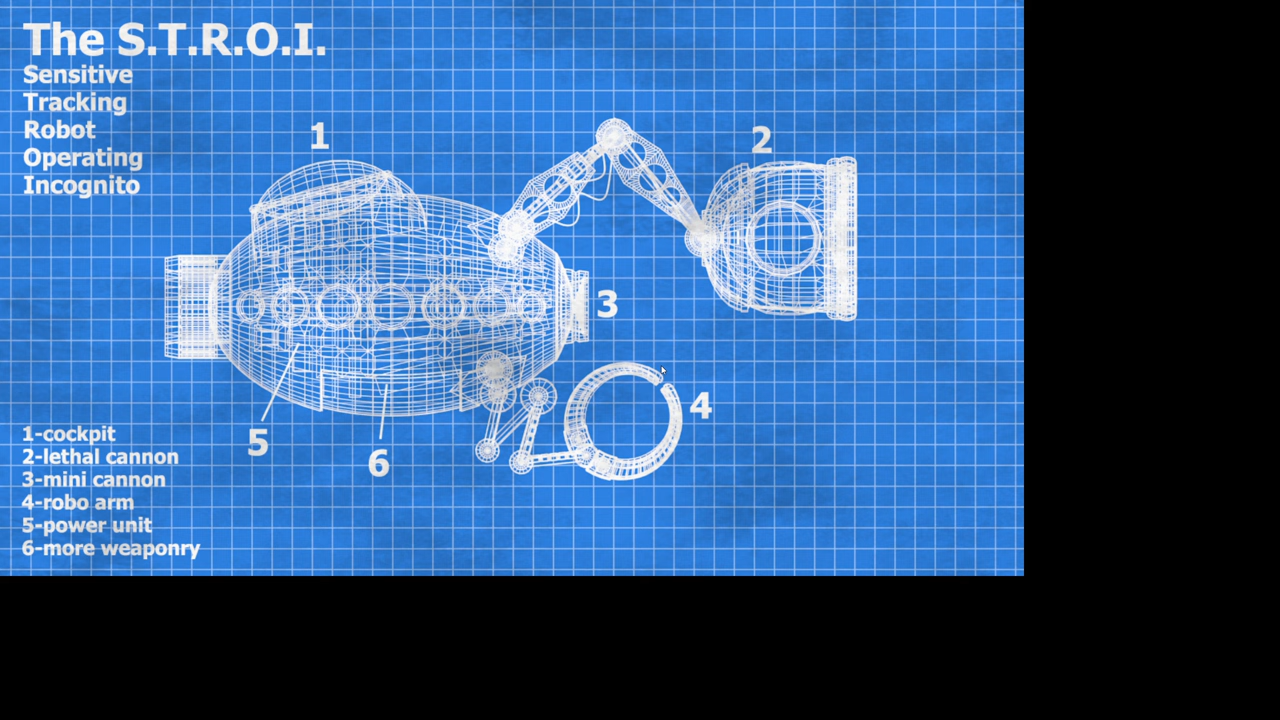 The S.T.R.O.I.
Sensitive
Tracking
Robot
Operating
Incognito
1
2
3
4
5
6
1-cockpit
2-lethal cannon
3-mini cannon
4-robo arm
5-power unit
6-more weaponry